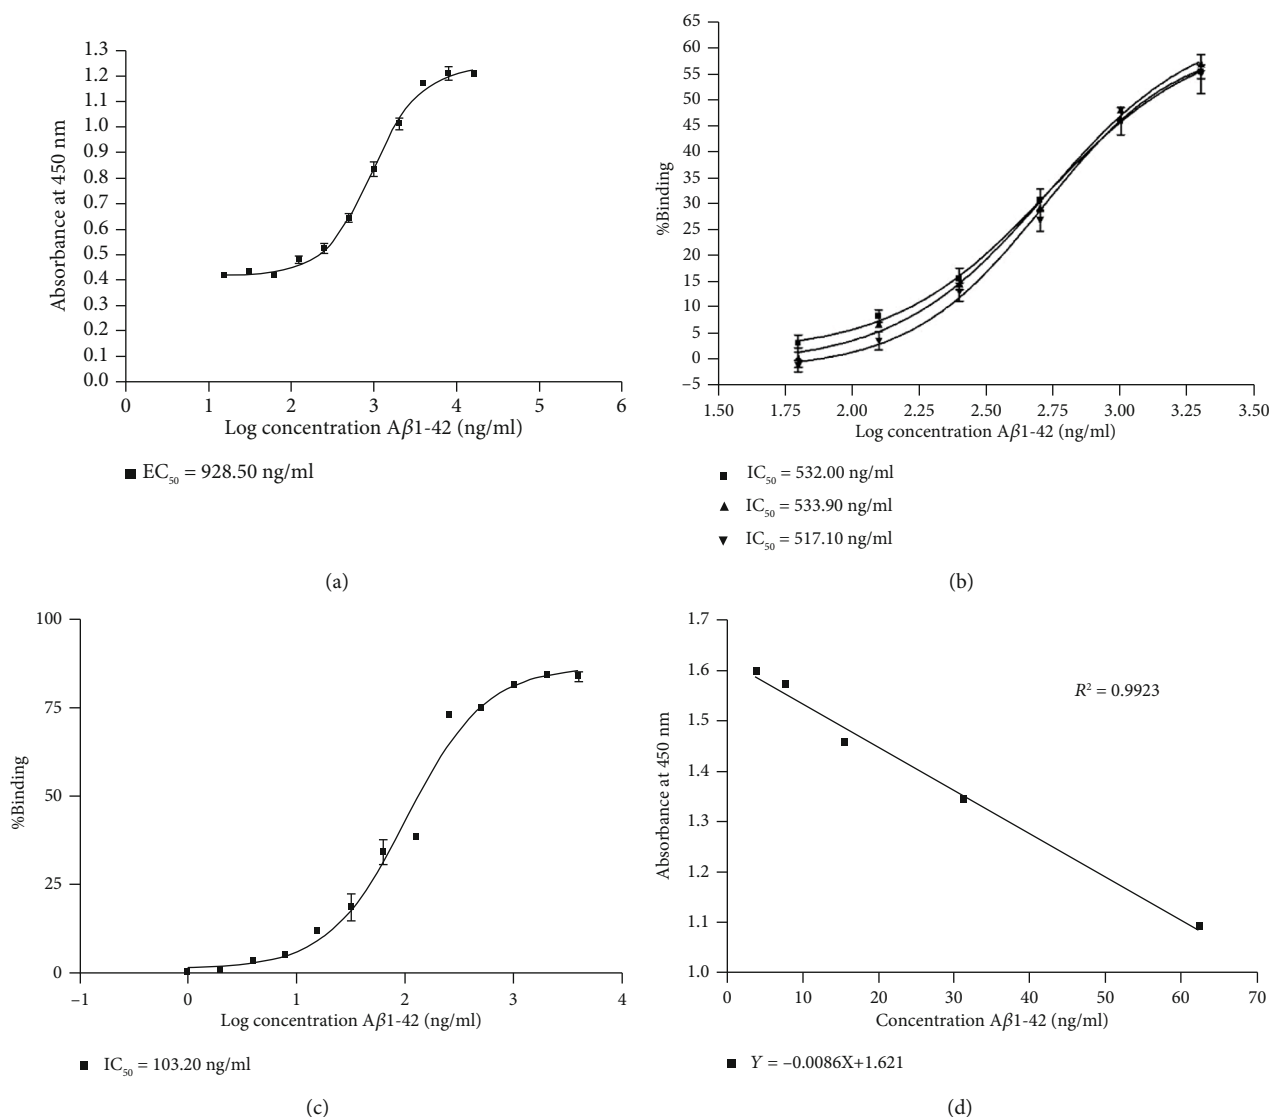 1.3
1.2
1.1
1.0
0.9
0.8
0.7
0.6
0.5
0.4
0.3
0.2
0.1
0.0
Absorbance at 450 nm
0 1 2 3 4 5 6
Log concentration Aβ1-42 (ng/ml)
EC₅₀ = 928.50 ng/ml
(a)
65
60
55
50
45
40
35
30
25
20
15
10
5
0
–5
%Binding
1.50 1.75 2.00 2.25 2.50 2.75 3.00 3.25 3.50
Log concentration Aβ1-42 (ng/ml)
IC₅₀ = 532.00 ng/ml
IC₅₀ = 533.90 ng/ml
IC₅₀ = 517.10 ng/ml
(b)
100
75
50
25
0
%Binding
–1 0 1 2 3 4
Log concentration Aβ1-42 (ng/ml)
IC₅₀ = 103.20 ng/ml
(c)
1.7
1.6
1.5
1.4
1.3
1.2
1.1
1.0
Absorbance at 450 nm
R² = 0.9923
0 10 20 30 40 50 60 70
Concentration Aβ1-42 (ng/ml)
Y = –0.0086X+1.621
(d)